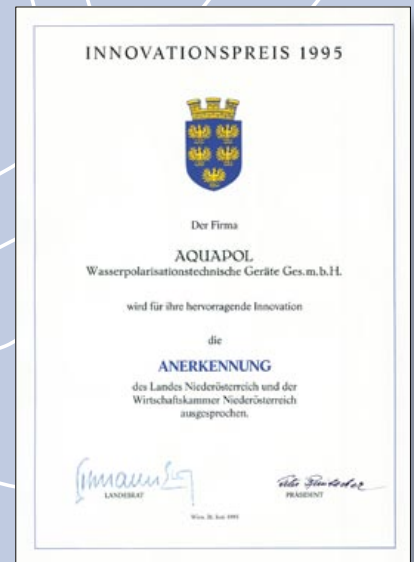 INNOVATIONSPREIS 1995
Der Firma
AQUAPOL
Wasserpolarisationstechnische Geräte Ges.m.b.H.
wird für ihre hervorragende Innovation
die
ANERKENNUNG
des Landes Niederösterreich und der
Wirtschaftskammer Niederösterreich
ausgesprochen.
LANDESRAT
PRÄSIDENT